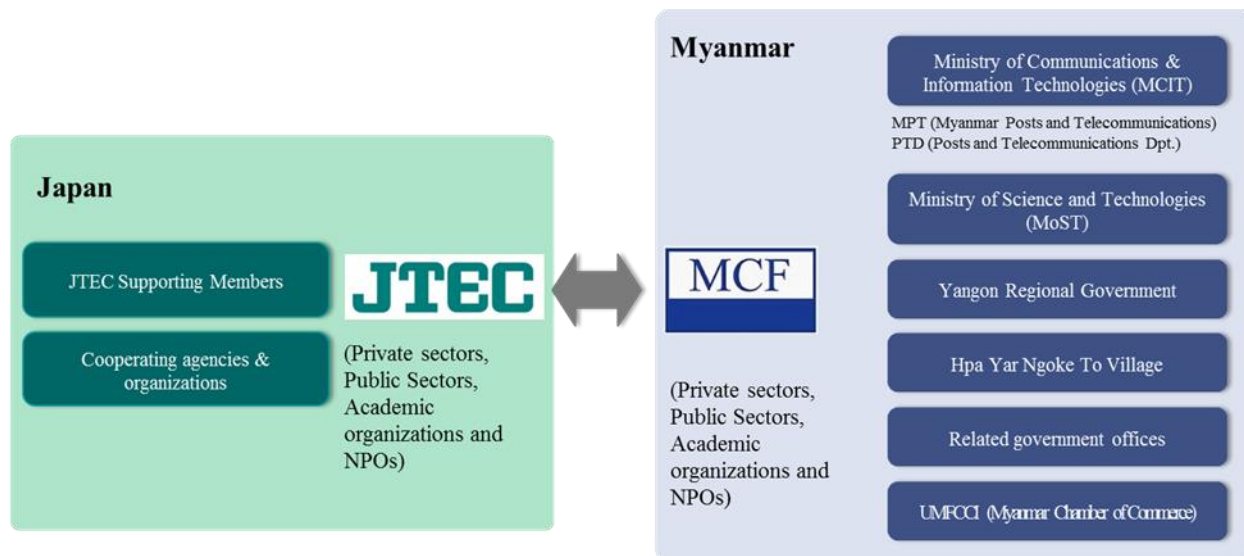 Japan
JTEC Supporting Members
Cooperating agencies &
organizations
JTEC
(Private sectors,
Public Sectors,
Academic
organizations and
NPOs)
Myanmar
MCF
(Private sectors,
Public Sectors,
Academic
organizations and
NPOs)
Ministry of Communications &
Information Technologies (MCIT)
MPT (Myanmar Posts and Telecommunications)
PTD (Posts and Telecommunications Dpt.)
Ministry of Science and Technologies
(MoST)
Yangon Regional Government
Hpa Yar Ngoke To Village
Related government offices
UMFCCI (Myanmar Chamber of Commerce)